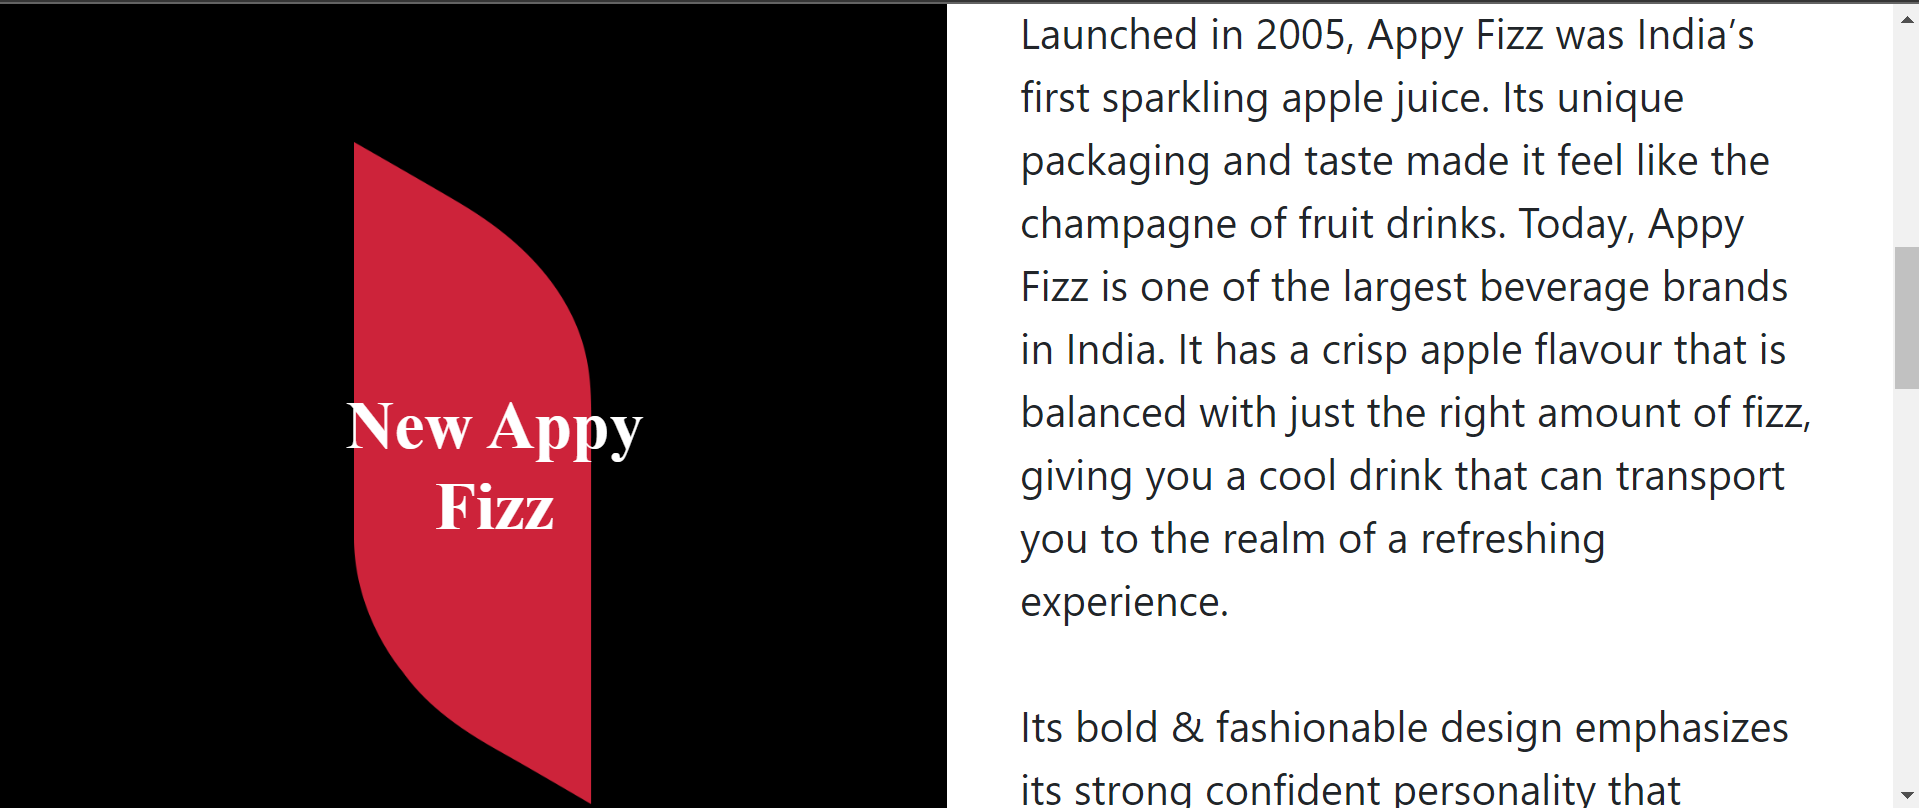 New Appy
Fizz
Launched in 2005, Appy Fizz was India’s
first sparkling apple juice. Its unique
packaging and taste made it feel like the
champagne of fruit drinks. Today, Appy
Fizz is one of the largest beverage brands
in India. It has a crisp apple flavour that is
balanced with just the right amount of fizz,
giving you a cool drink that can transport
you to the realm of a refreshing
experience.
Its bold & fashionable design emphasizes
its strong confident personality that